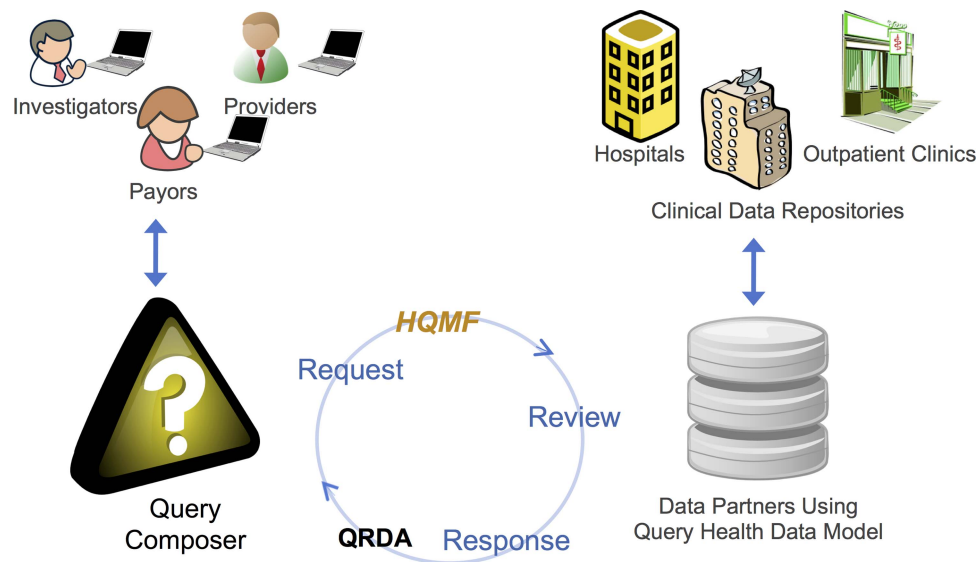 Investigators
Providers
Payors
Hospitals
Outpatient Clinics
Clinical Data Repositories
HQMF
Request
Review
Query
Composer
QRDA
Response
Data Partners Using
Query Health Data Model